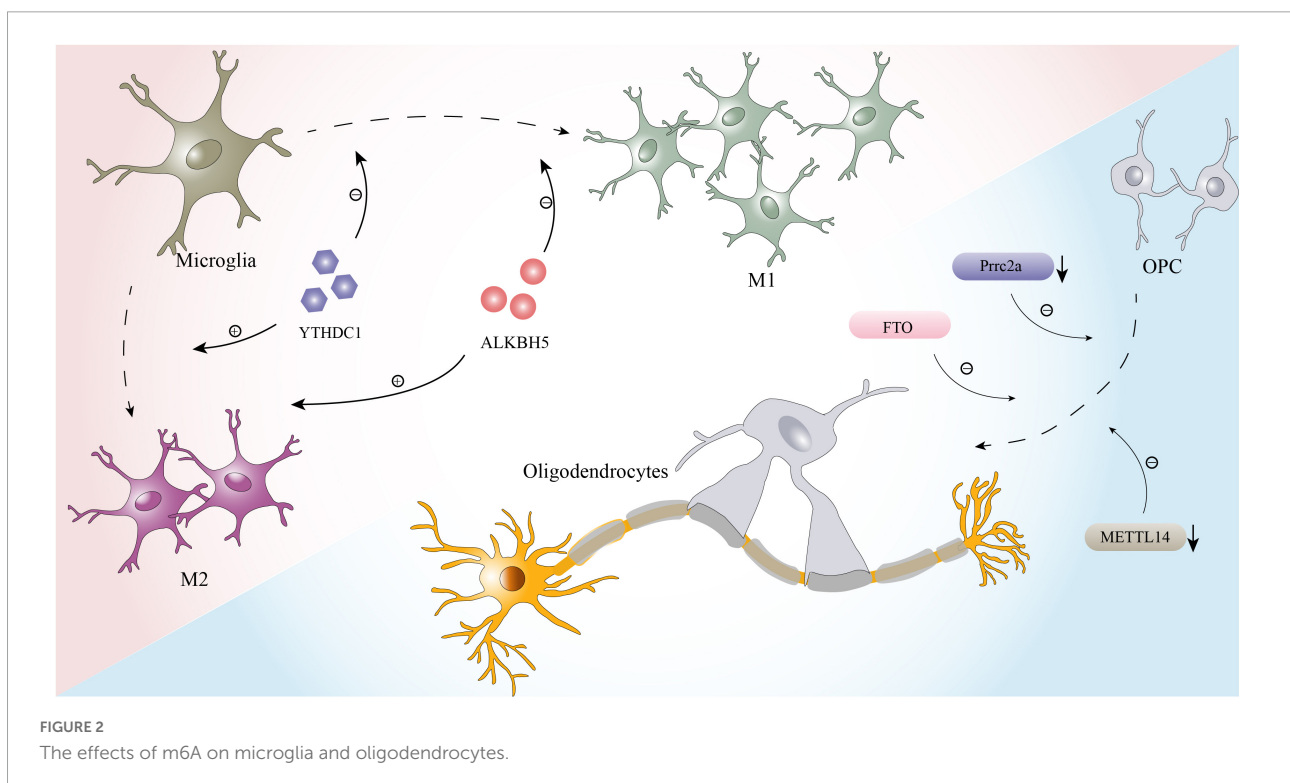 Microglia
M1
OPC
Prrc2a
FTO
YTHDC1
ALKBH5
Oligodendrocytes
METTL14
M2
FIGURE 2
The effects of m6A on microglia and oligodendrocytes.